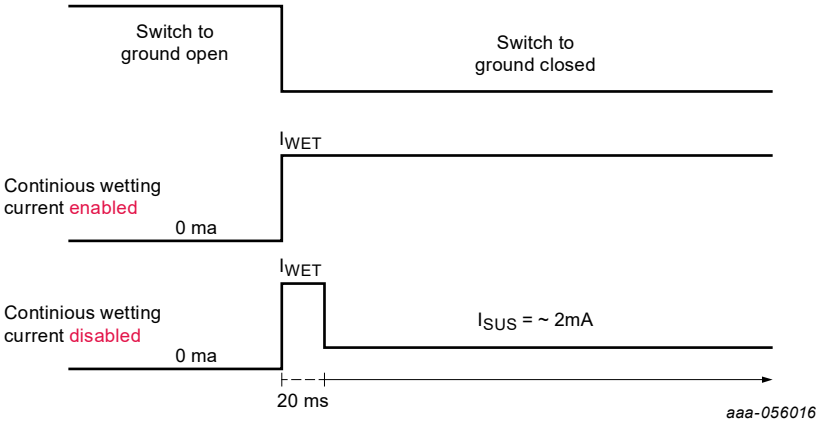 Switch to
ground open
Switch to
ground closed
IWET
Continious wetting
current enabled
0 ma
IWET
Continious wetting
current disabled
0 ma
ISUS = ~ 2mA
20 ms
aaa-056016